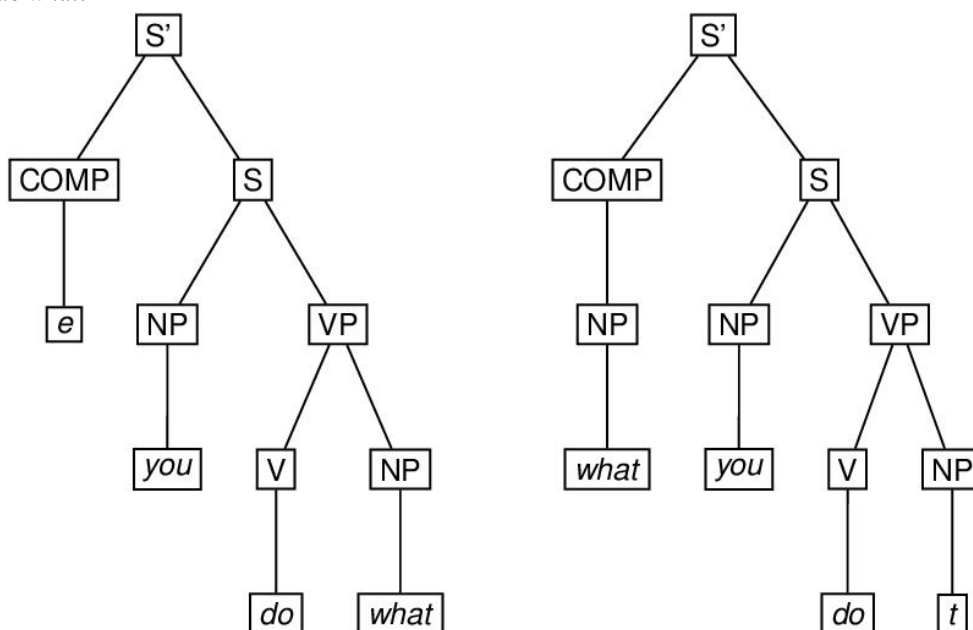 S' S'
COMP S COMP S
e NP VP NP NP VP
you V NP what you V NP
do what do t